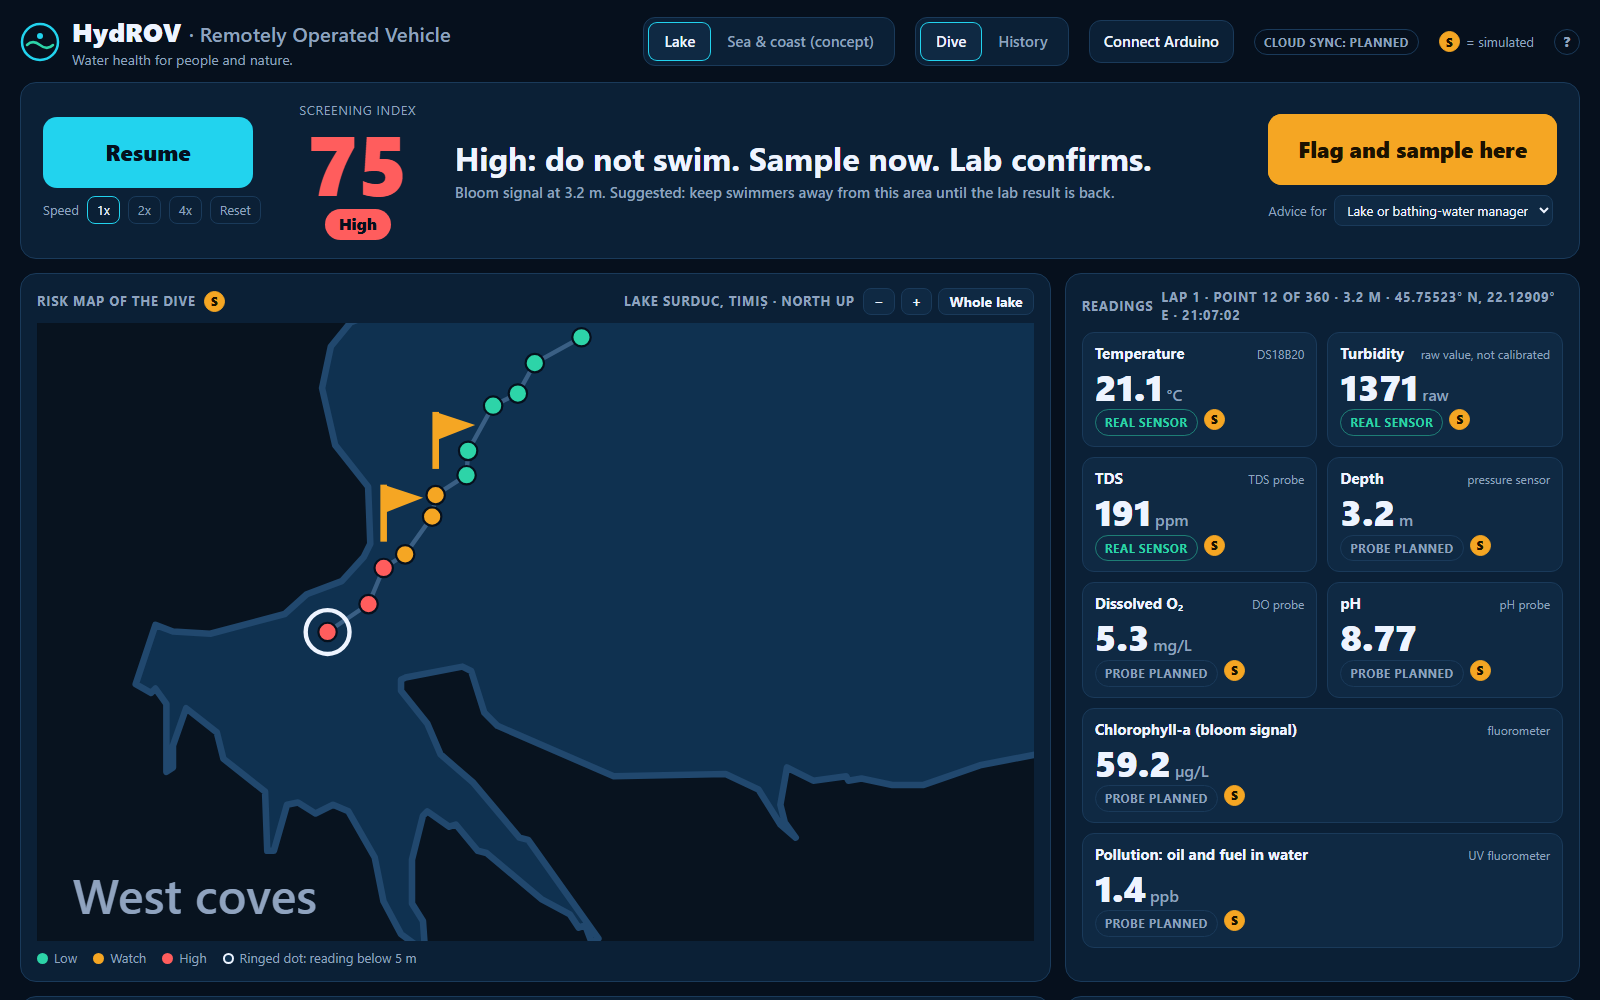 HydROV · Remotely Operated Vehicle
Water health for people and nature.
Lake
Sea & coast (concept)
Dive
History
Connect Arduino
CLOUD SYNC: PLANNED
S = simulated
?
Resume
Speed 1x 2x 4x Reset
SCREENING INDEX
75
High
High: do not swim. Sample now. Lab confirms.
Bloom signal at 3.2 m. Suggested: keep swimmers away from this area until the lab result is back.
Flag and sample here
Advice for Lake or bathing-water manager
RISK MAP OF THE DIVE S
LAKE SURDUC, TIMIȘ · NORTH UP
−
+
Whole lake
West coves
Low
Watch
High
Ringed dot: reading below 5 m
READINGS
LAP 1 · POINT 12 OF 360 · 3.2 M · 45.75523° N, 22.12909°
E · 21:07:02
Temperature DS18B20
21.1 °C
REAL SENSOR S
Turbidity raw value, not calibrated
1371 raw
REAL SENSOR S
TDS TDS probe
191 ppm
REAL SENSOR S
Depth pressure sensor
3.2 m
PROBE PLANNED S
Dissolved O₂ DO probe
5.3 mg/L
PROBE PLANNED S
pH pH probe
8.77
PROBE PLANNED S
Chlorophyll-a (bloom signal) fluorometer
59.2 µg/L
PROBE PLANNED S
Pollution: oil and fuel in water UV fluorometer
1.4 ppb
PROBE PLANNED S